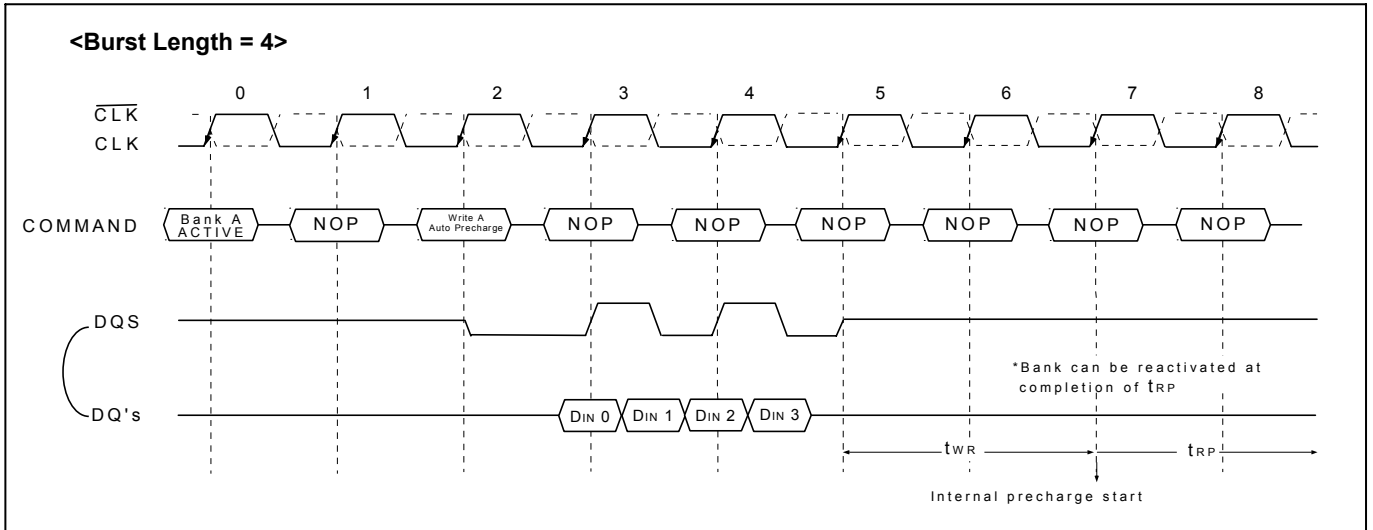 <Burst Length = 4>
0 1 2 3 4 5 6 7 8
CLK
CLK
COMMAND
Bank A
ACTIVE
NOP
Write A
Auto Precharge
NOP
NOP
NOP
NOP
NOP
NOP
DQS
*Bank can be reactivated at
completion of tRP
DQ's
DIN 0 DIN 1 DIN 2 DIN 3
tWR
tRP
Internal precharge start